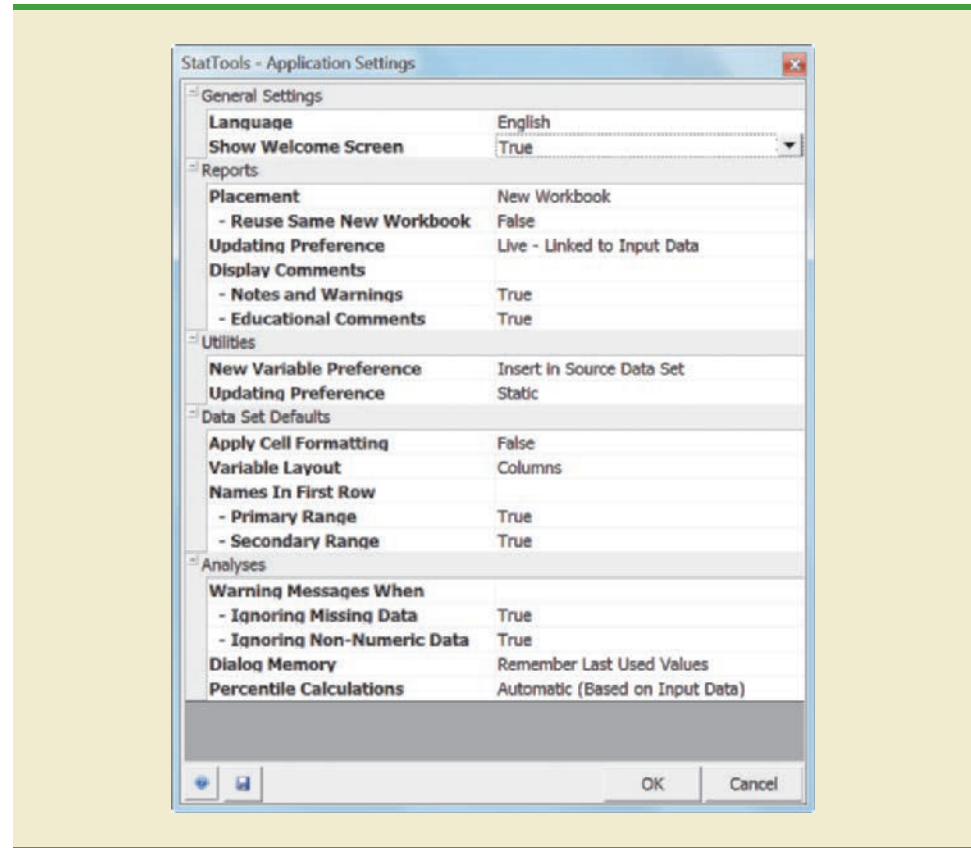 StatTools - Application Settings
General Settings
Language English
Show Welcome Screen True
Reports
Placement New Workbook
- Reuse Same New Workbook False
Updating Preference Live - Linked to Input Data
Display Comments
- Notes and Warnings True
- Educational Comments True
Utilities
New Variable Preference Insert in Source Data Set
Updating Preference Static
Data Set Defaults
Apply Cell Formatting False
Variable Layout Columns
Names In First Row
- Primary Range True
- Secondary Range True
Analyses
Warning Messages When
- Ignoring Missing Data True
- Ignoring Non-Numeric Data True
Dialog Memory Remember Last Used Values
Percentile Calculations Automatic (Based on Input Data)
OK Cancel